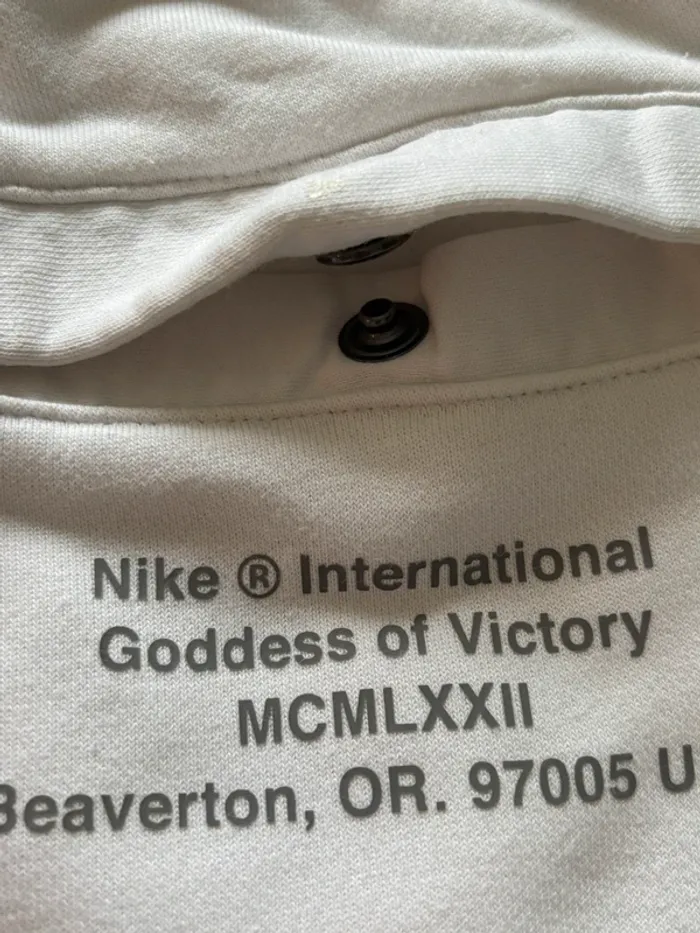 Nike ® International
Goddess of Victory
MCMLXXII
Beaverton, OR. 97005 U